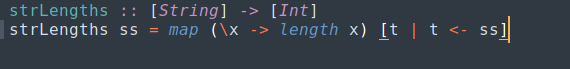 strLengths :: [String] -> [Int]
strLengths ss = map (\x -> length x) [t | t <- ss]